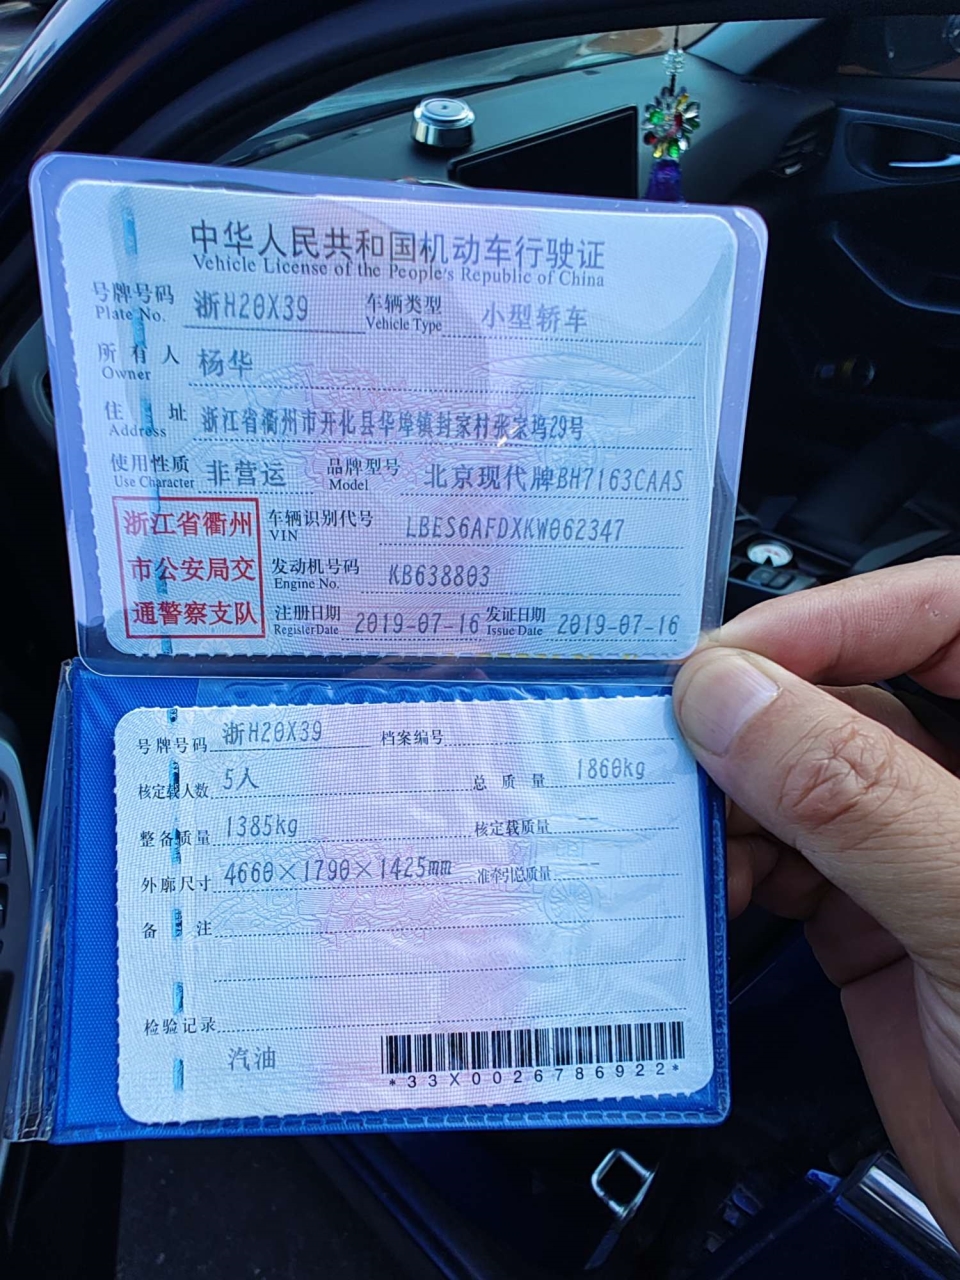 中华人民共和国机动车行驶证
Vehicle License of the People's Republic of China
号牌号码 浙H20X39 车辆类型 小型轿车
Plate No. Vehicle Type
所有人 杨华
Owner
住址 浙江省衢州市开化县华埠镇封家村张家坞29号
Address
使用性质 非营运 品牌型号 北京现代牌BH7163CAAS
Use Character Model
浙江省衢州
市公安局交
通警察支队
车辆识别代号 LBES6AFDXKW062347
VIN
发动机号码 KB638803
Engine No.
注册日期 2019-07-16 发证日期 2019-07-16
RegisterDate Issue Date
号牌号码 浙H20X39 档案编号
核定载人数 5人 总质量 1860kg
整备质量 1385kg 核定载质量 --
外廓尺寸 4660×1790×1425mm 准牵引总质量 --
备注
检验记录
汽油
*33X0026786922*